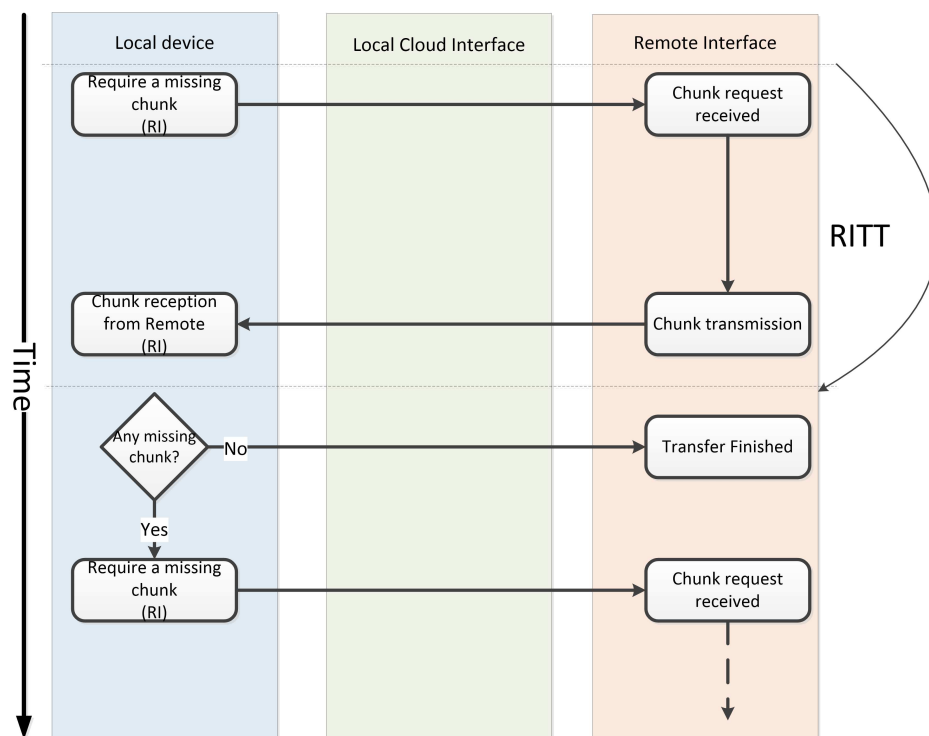 Local device
Local Cloud Interface
Remote Interface
Require a missing
chunk
(RI)
Chunk request
received
RITT
Chunk reception
from Remote
(RI)
Chunk transmission
Time
Any missing
chunk?
No
Transfer Finished
Yes
Require a missing
chunk
(RI)
Chunk request
received